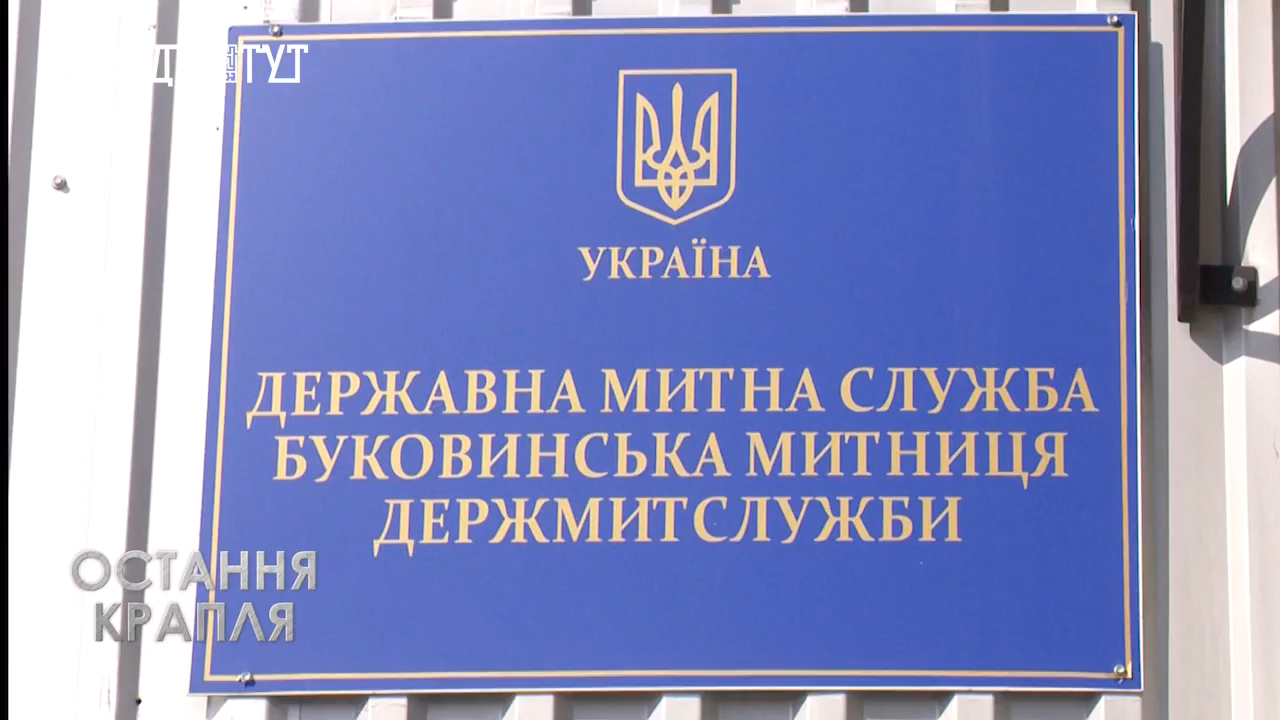 УКРАЇНА
ДЕРЖАВНА МИТНА СЛУЖБА
БУКОВИНСЬКА МИТНИЦЯ
ДЕРЖМИТСЛУЖБИ
ОСТАННЯ
КРАПЛЯ